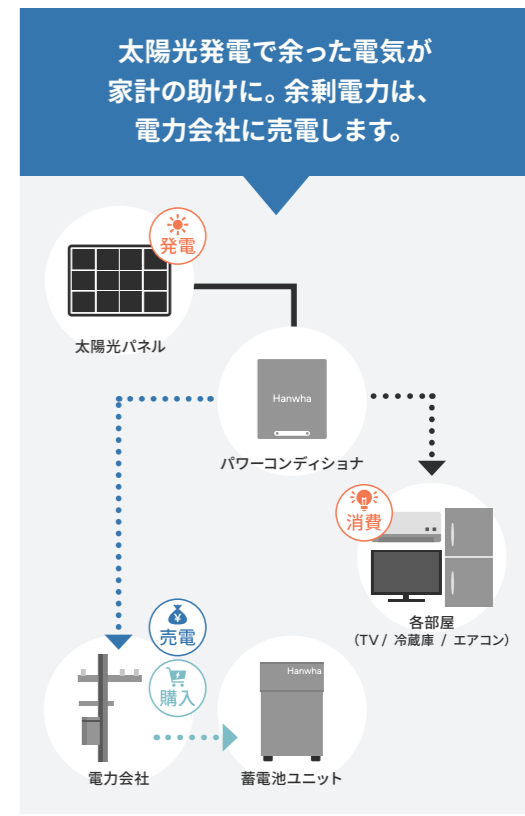 太陽光発電で余った電気が
家計の助けに。余剰電力は、
電力会社に売電します。
発電
太陽光パネル
Hanwha
パワーコンディショナ
消費
各部屋
（TV / 冷蔵庫 / エアコン）
¥
売電
購入
Hanwha
電力会社
蓄電池ユニット